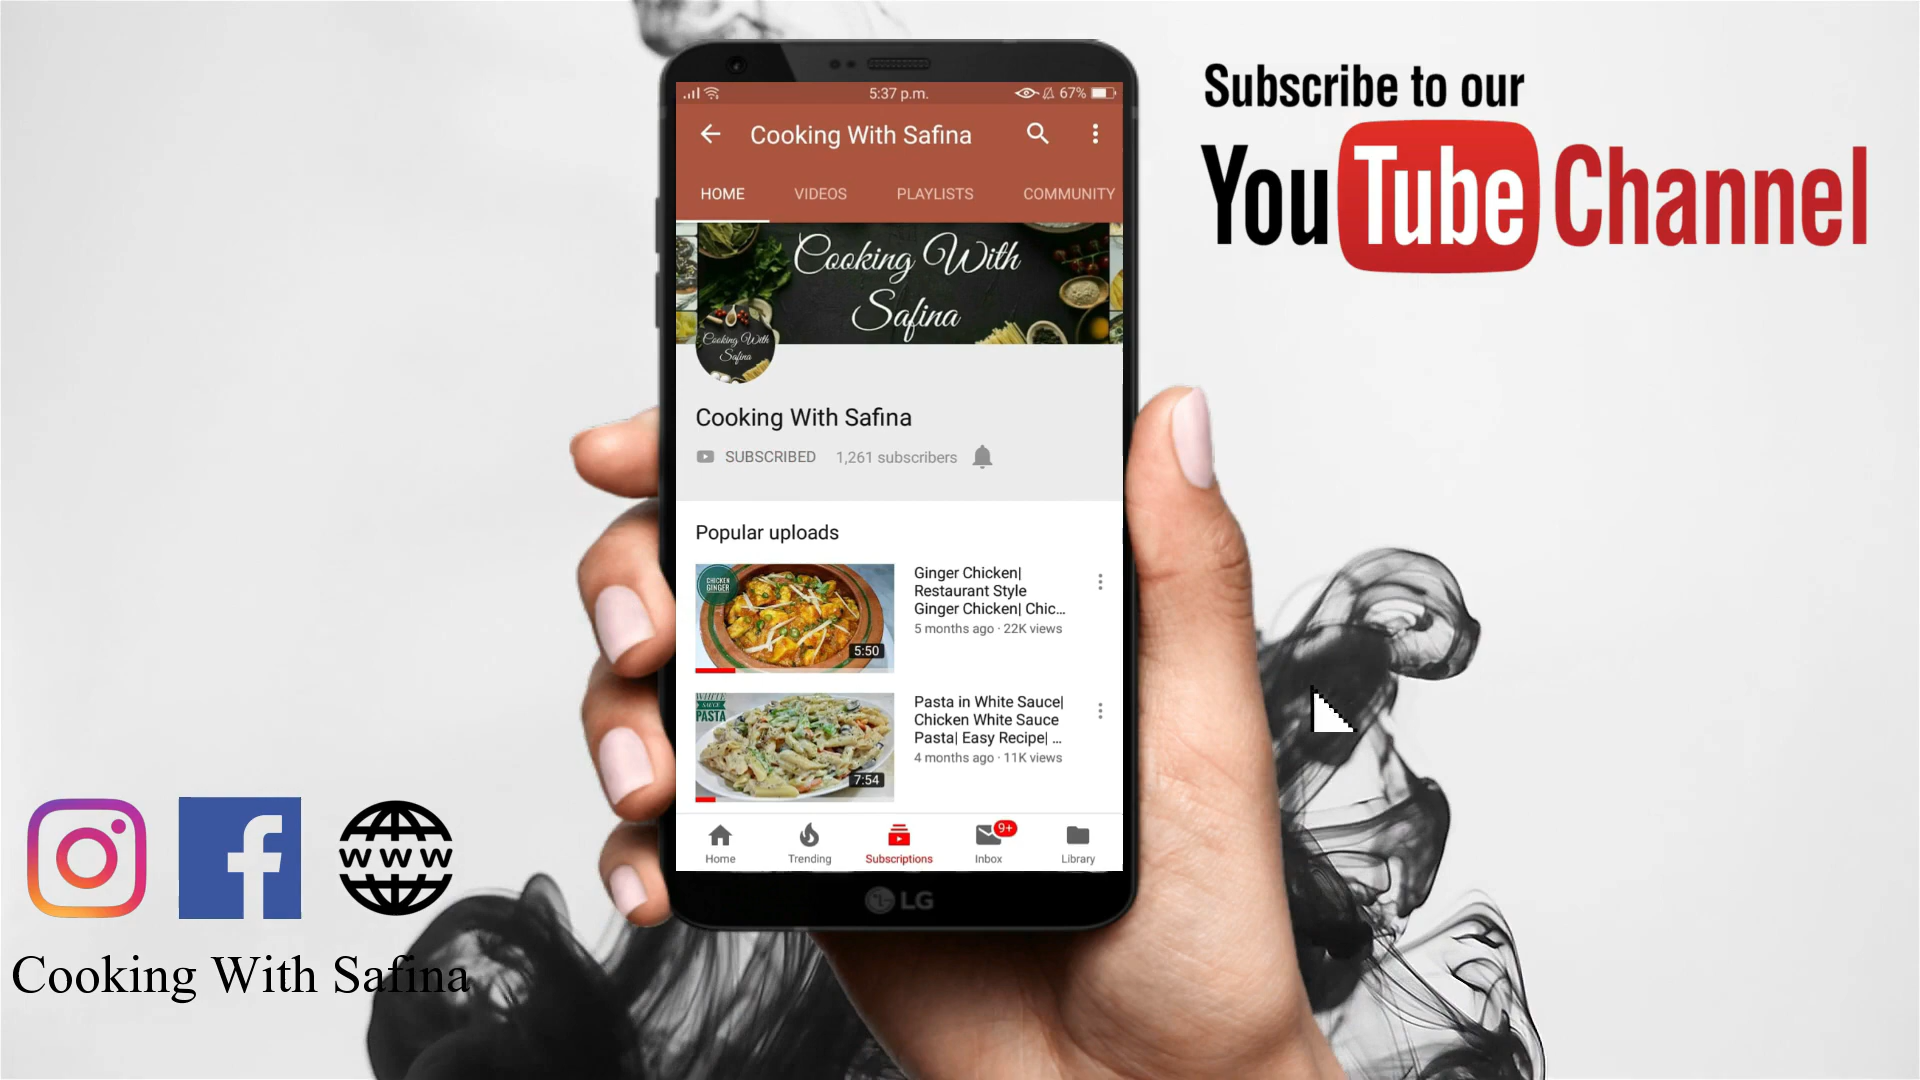 Subscribe to our
YouTube Channel
5:37 p.m.
67%
Cooking With Safina
HOME VIDEOS PLAYLISTS COMMUNITY
Cooking With
Safina
Cooking With
Safina
Cooking With Safina
SUBSCRIBED 1,261 subscribers
Popular uploads
CHICKEN
GINGER
5:50
Ginger Chicken|
Restaurant Style
Ginger Chicken| Chic...
5 months ago · 22K views
WHITE
SAUCE
PASTA
7:54
Pasta in White Sauce|
Chicken White Sauce
Pasta| Easy Recipe| ...
4 months ago · 11K views
9+
Home Trending Subscriptions Inbox Library
LG
WWW
Cooking With Safina